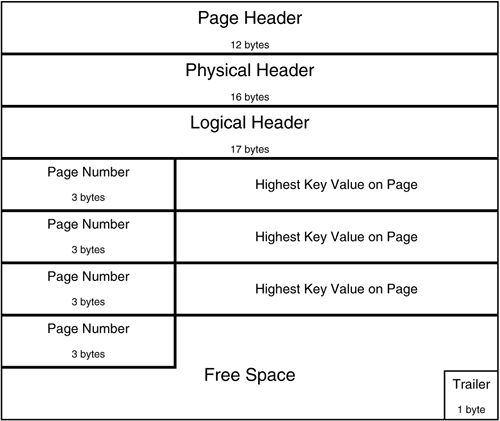 Page Header
12 bytes
Physical Header
16 bytes
Logical Header
17 bytes
Page Number
3 bytes
Highest Key Value on Page
Page Number
3 bytes
Highest Key Value on Page
Page Number
3 bytes
Highest Key Value on Page
Page Number
3 bytes
Free Space
Trailer
1 byte